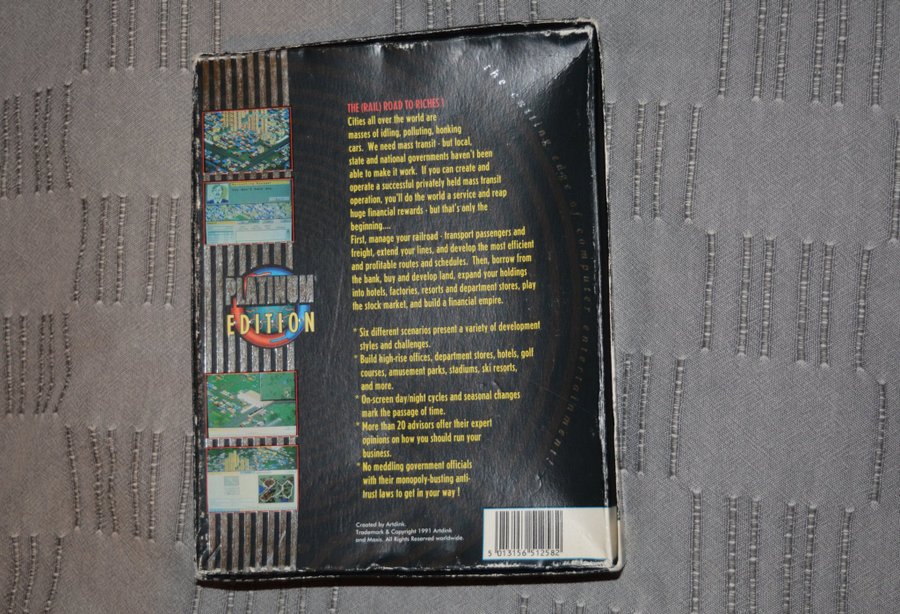 the cutting edge of computer entertainment!
THE (RAIL) ROAD TO RICHES !
Cities all over the world are
masses of idling, polluting, honking
cars. We need mass transit - but local,
state and national governments haven't been
able to make it work. If you can create and
operate a successful privately held mass transit
operation, you'll do the world a service and reap
huge financial rewards - but that's only the
beginning....
First, manage your railroad - transport passengers and
freight, extend your lines, and develop the most efficient
and profitable routes and schedules. Then, borrow from
the bank, buy and develop land, expand your holdings
into hotels, factories, resorts and department stores, play
the stock market, and build a financial empire.
PLATINUM
EDITION
* Six different scenarios present a variety of development
styles and challenges.
* Build high-rise offices, department stores, hotels, golf
courses, amusement parks, stadiums, ski resorts,
and more.
* On-screen day/night cycles and seasonal changes
mark the passage of time.
* More than 20 advisors offer their expert
opinions on how you should run your
business.
* No meddling government officials
with their monopoly-busting anti-
trust laws to get in your way !
Created by Artdink.
Trademark & Copyright 1991 Artdink
and Maxis. All Rights Reserved worldwide.
5 013156 512582